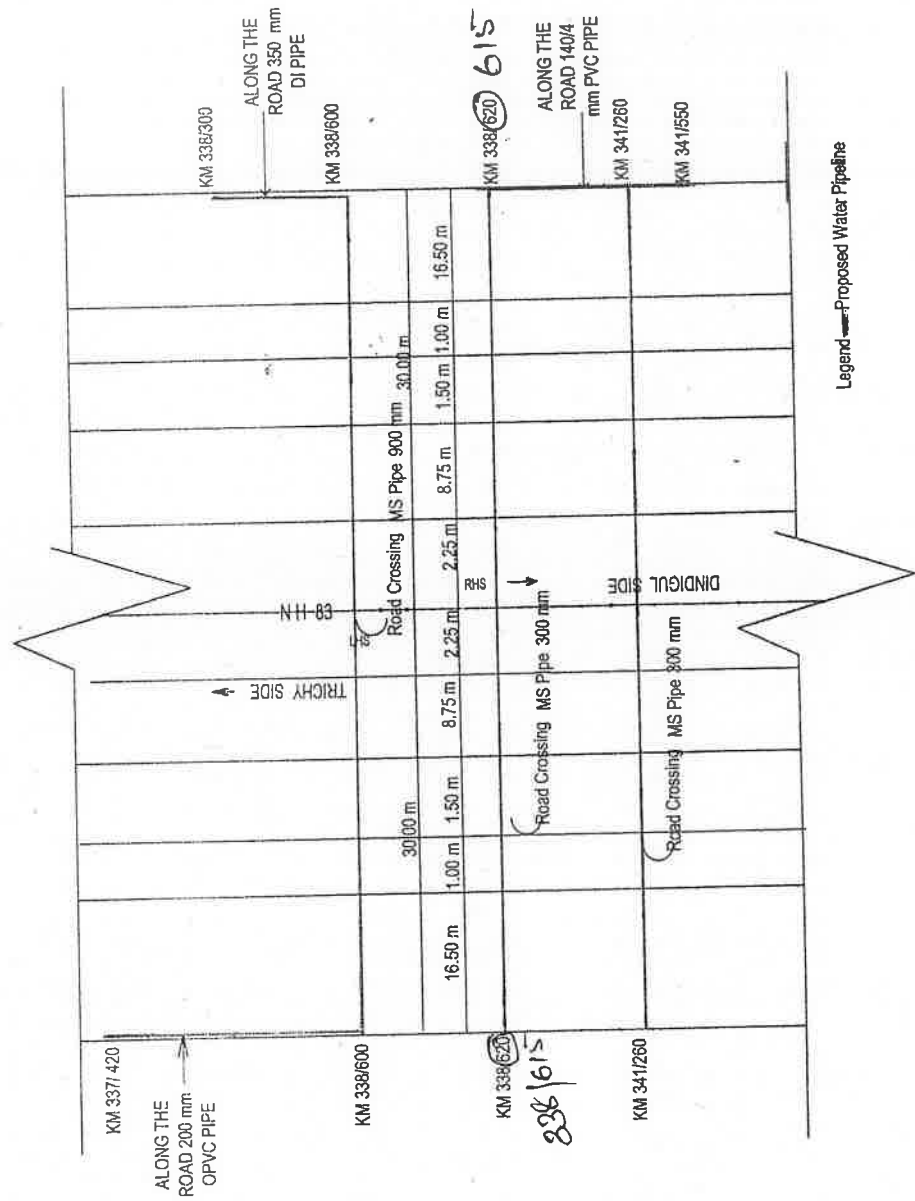 ALONG THE
ROAD 350 mm
DI PIPE
KM 338/300
KM 338/600
KM 338/620 615
ALONG THE
ROAD 140/4
mm PVC PIPE
KM 341/260
KM 341/550
16.50 m
1.00 m
1.50 m
30.00 m
8.75 m
2.25 m
Road Crossing MS Pipe 900 mm
RHS
NH-83
TRICHY SIDE
DINDIGUL SIDE
2.25 m
8.75 m
1.50 m
1.00 m
30.00 m
16.50 m
Road Crossing MS Pipe 300 mm
Road Crossing MS Pipe 300 mm
KM 337/ 420
ALONG THE
ROAD 200 mm
OPVC PIPE
KM 338/600
KM 338/620
338/615
KM 341/260
Legend Proposed Water Pipeline